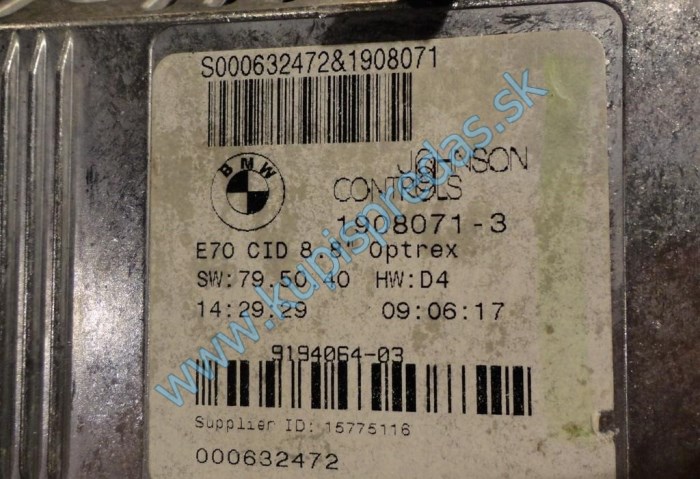 S000632472&1908071
BMW
JOHNSON
CONTROLS
1908071-3
E70 CID 8.8" Optrex
SW:79.50.40 HW:D4
14:29:29 09:06:17
9194064-03
Supplier ID: 15775116
000632472
www.kupispredas.sk